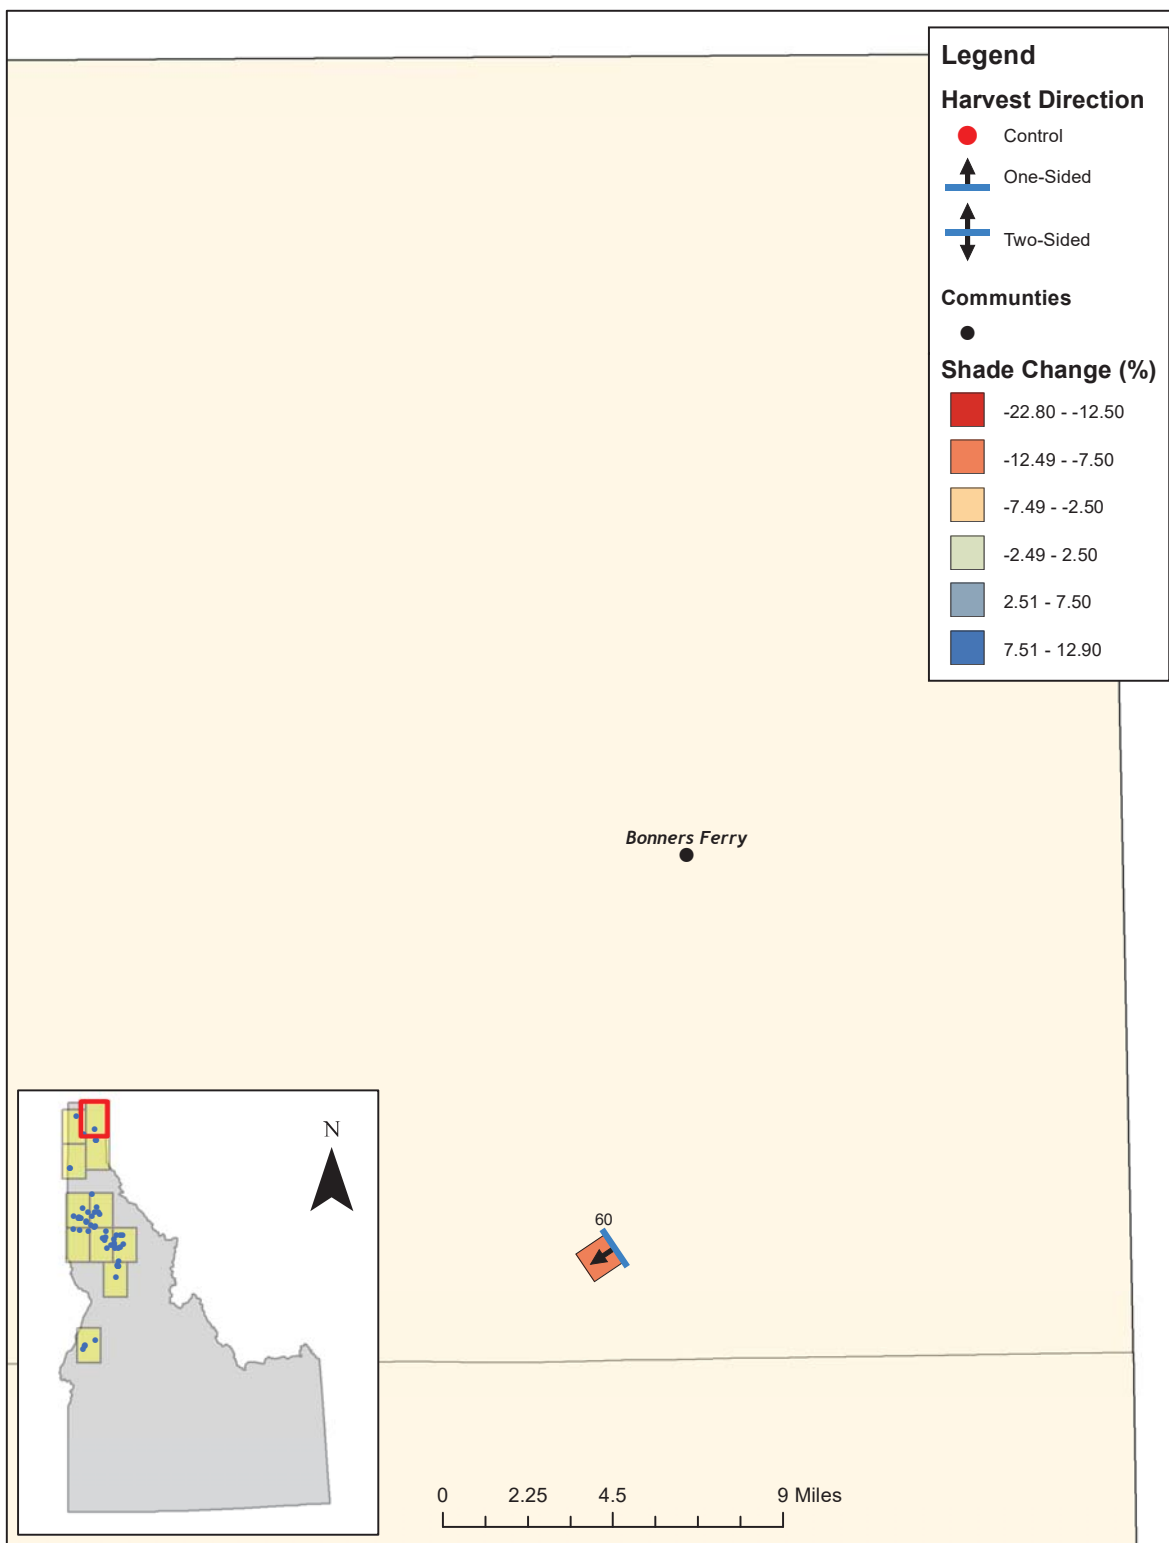 Legend
Harvest Direction
Control
One-Sided
Two-Sided
Communties
Shade Change (%)
-22.80 - -12.50
-12.49 - -7.50
-7.49 - -2.50
-2.49 - 2.50
2.51 - 7.50
7.51 - 12.90
Bonners Ferry
N
60
0 2.25 4.5 9 Miles